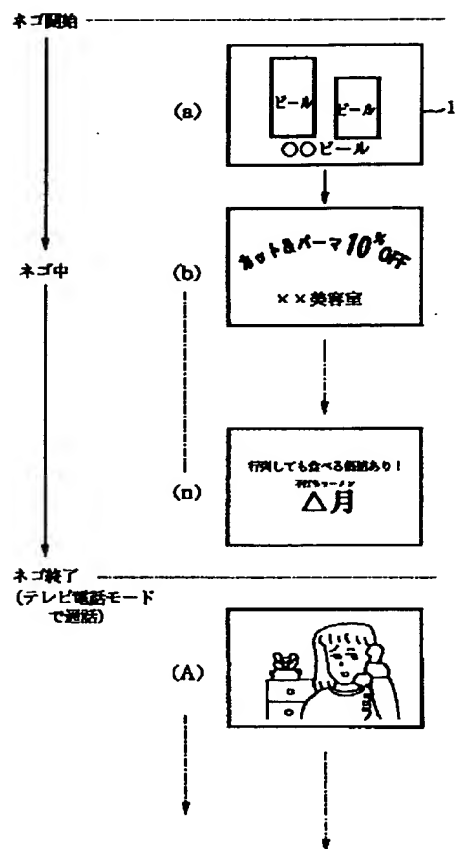 ネゴ開始
(a)
ビール
ビール
○○ビール
1
ネゴ中
(b)
カット&パーマ10%OFF
××美容室
(n)
行列しても食べる価値あり!
△月
ネゴ終了
(テレビ電話モード
で通話)
(A)